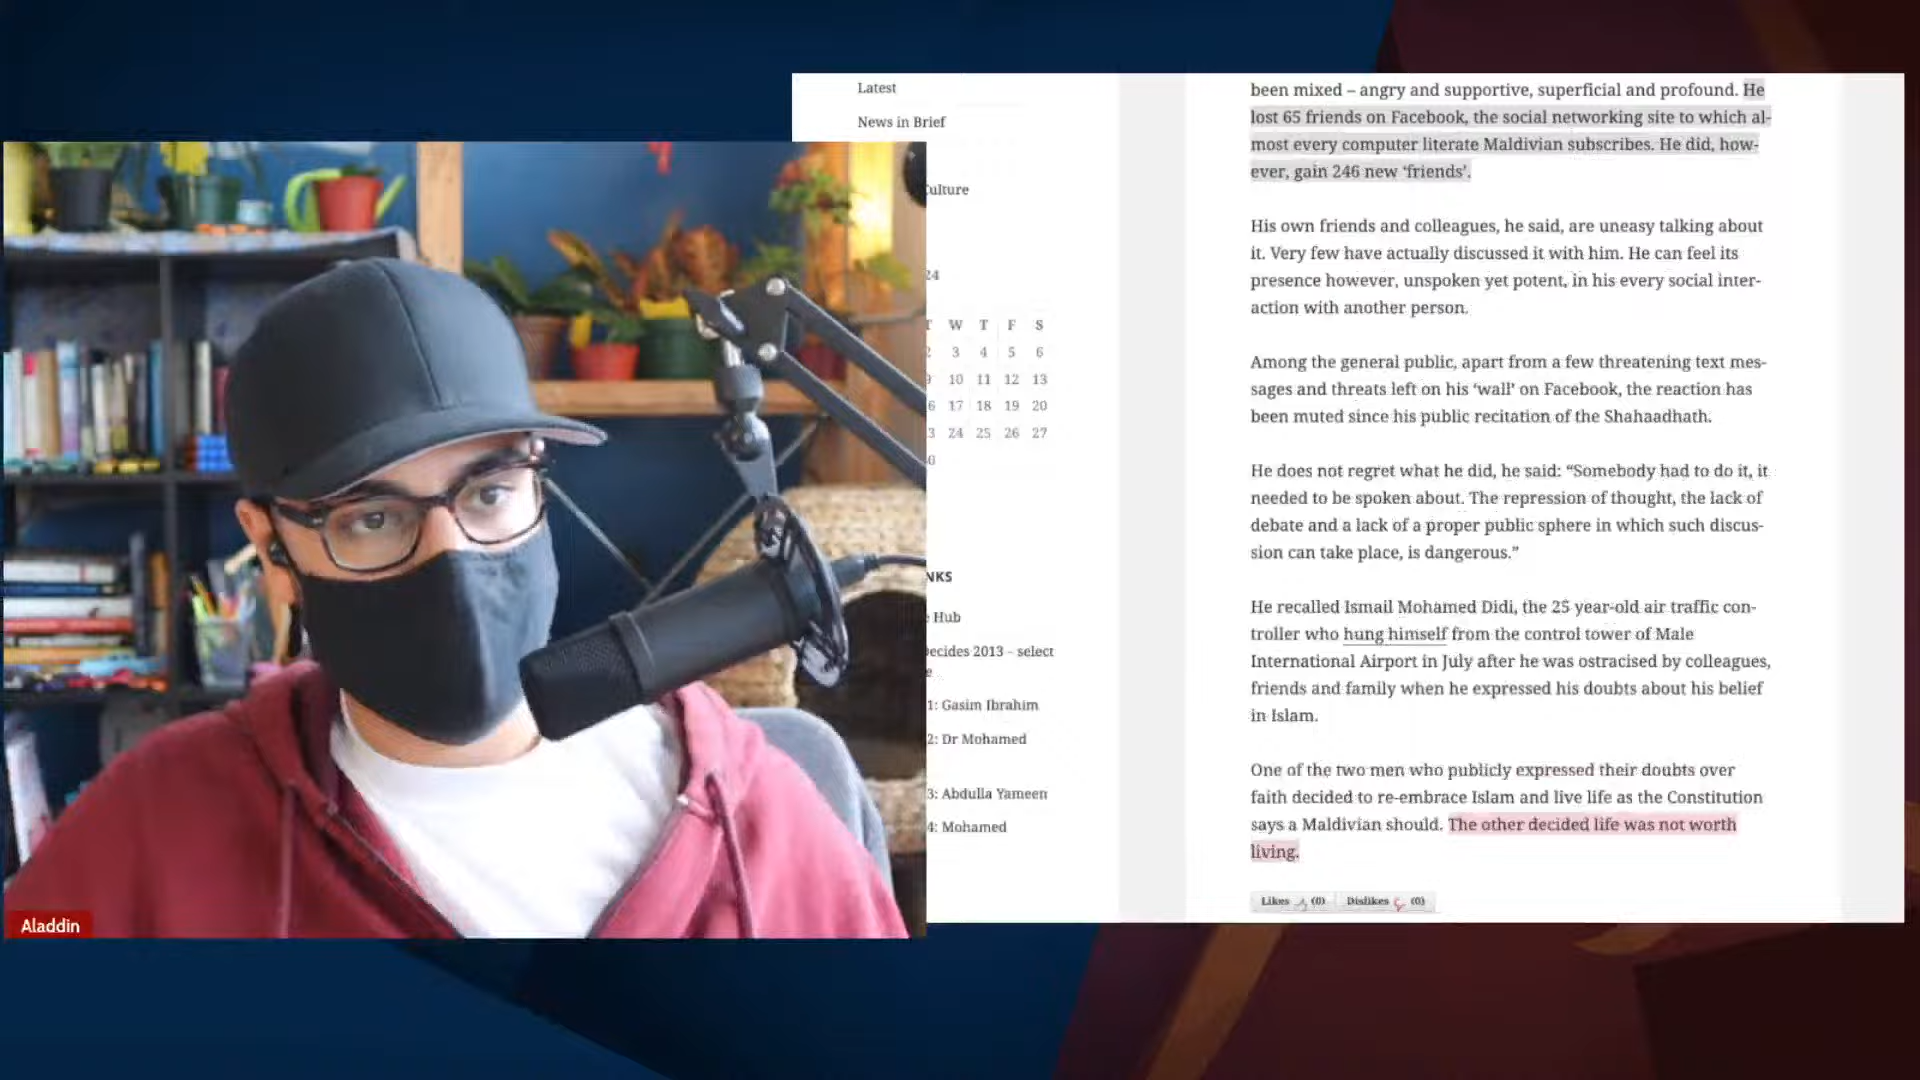 Latest
News in Brief
Culture
24
T W T F S
2 3 4 5 6
9 10 11 12 13
6 17 18 19 20
3 24 25 26 27
30
NKS
Hub
Decides 2013 – select
e
1: Gasim Ibrahim
2: Dr Mohamed
3: Abdulla Yameen
4: Mohamed
been mixed – angry and supportive, superficial and profound. He
lost 65 friends on Facebook, the social networking site to which al-
most every computer literate Maldivian subscribes. He did, how-
ever, gain 246 new ‘friends’.
His own friends and colleagues, he said, are uneasy talking about
it. Very few have actually discussed it with him. He can feel its
presence however, unspoken yet potent, in his every social inter-
action with another person.
Among the general public, apart from a few threatening text mes-
sages and threats left on his ‘wall’ on Facebook, the reaction has
been muted since his public recitation of the Shahaadhath.
He does not regret what he did, he said: “Somebody had to do it, it
needed to be spoken about. The repression of thought, the lack of
debate and a lack of a proper public sphere in which such discus-
sion can take place, is dangerous.”
He recalled Ismail Mohamed Didi, the 25 year-old air traffic con-
troller who hung himself from the control tower of Male
International Airport in July after he was ostracised by colleagues,
friends and family when he expressed his doubts about his belief
in Islam.
One of the two men who publicly expressed their doubts over
faith decided to re-embrace Islam and live life as the Constitution
says a Maldivian should. The other decided life was not worth
living.
Likes (0) Dislikes (0)
Aladdin